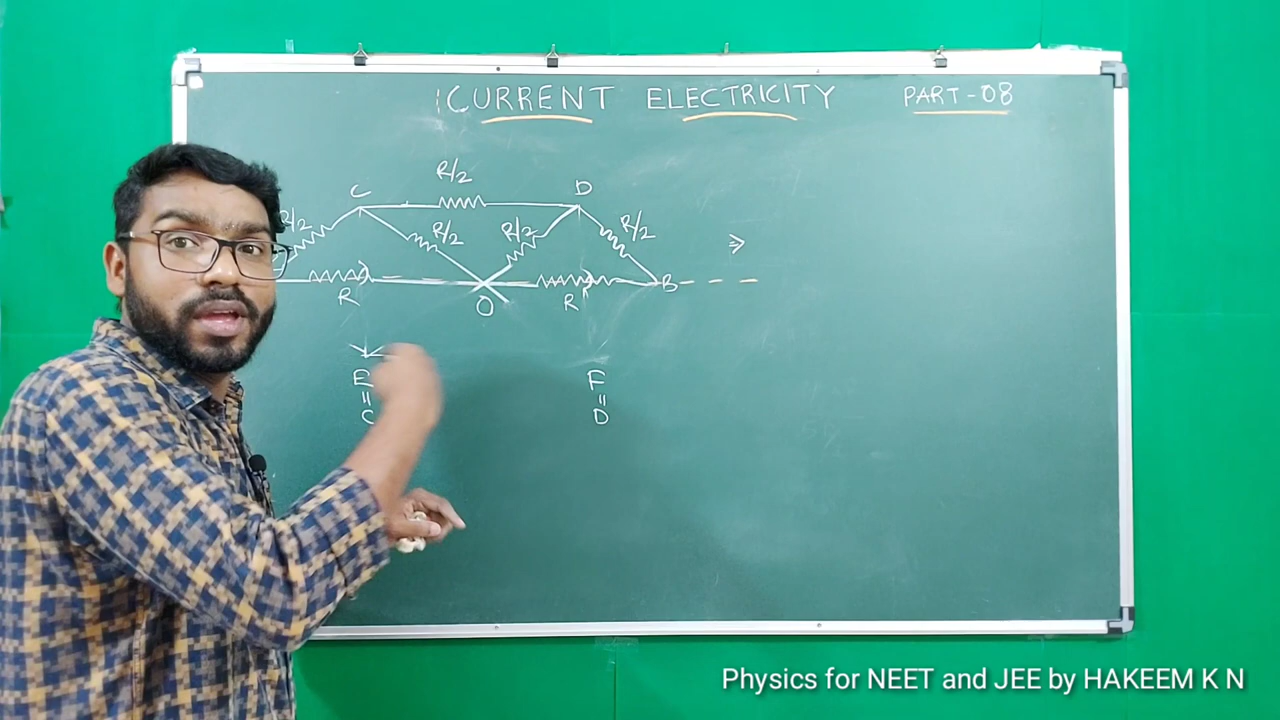 CURRENT ELECTRICITY PART-08
R/2
C D
R/2 R/2 R/2 R/2
R O R B
E F
= =
C D
Physics for NEET and JEE by HAKEEM K N